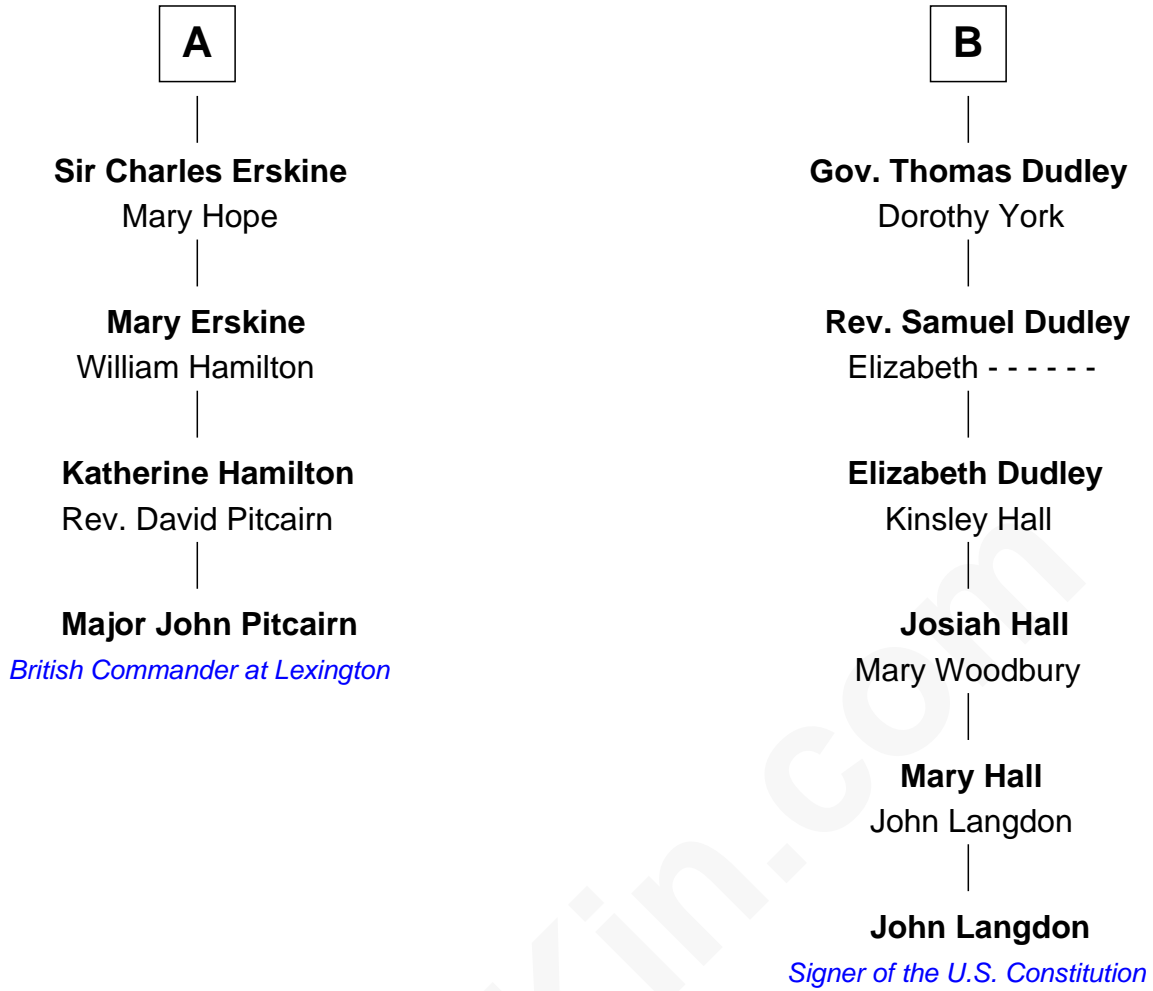 A
Sir Charles Erskine
Mary Hope
Mary Erskine
William Hamilton
Katherine Hamilton
Rev. David Pitcairn
Major John Pitcairn
British Commander at Lexington
B
Gov. Thomas Dudley
Dorothy York
Rev. Samuel Dudley
Elizabeth - - - - - -
Elizabeth Dudley
Kinsley Hall
Josiah Hall
Mary Woodbury
Mary Hall
John Langdon
John Langdon
Signer of the U.S. Constitution
kin.com